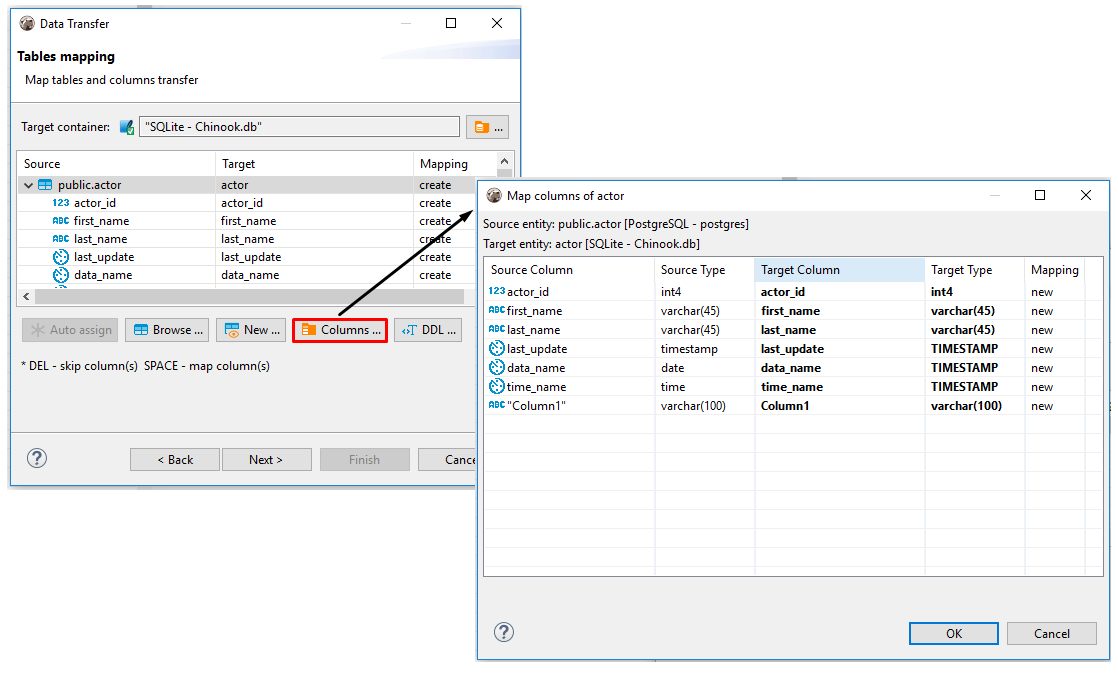 Data Transfer
Tables mapping
Map tables and columns transfer
Target container: "SQLite - Chinook.db" ...
Source Target Mapping
public.actor actor create
123 actor_id actor_id create
ABC first_name first_name create
ABC last_name last_name create
last_update last_update create
data_name data_name create
Auto assign Browse ... New ... Columns ... DDL ...
* DEL - skip column(s) SPACE - map column(s)
? < Back Next > Finish Cance
Map columns of actor
Source entity: public.actor [PostgreSQL - postgres]
Target entity: actor [SQLite - Chinook.db]
Source Column Source Type Target Column Target Type Mapping
123 actor_id int4 actor_id int4 new
ABC first_name varchar(45) first_name varchar(45) new
ABC last_name varchar(45) last_name varchar(45) new
last_update timestamp last_update TIMESTAMP new
data_name date data_name TIMESTAMP new
time_name time time_name TIMESTAMP new
ABC "Column1" varchar(100) Column1 varchar(100) new
? OK Cancel